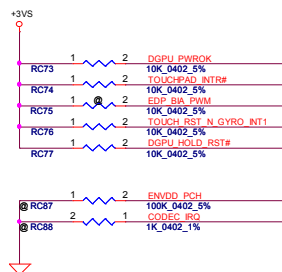 +3VS
1 2 DGPU_PWROK
RC73 10K_0402_5%
1 2 TOUCHPAD_INTR#
RC74 10K_0402_5%
1 @ 2 EDP_BIA_PWM
RC75 10K_0402_5%
1 2 TOUCH_RST_N_GYRO_INT1
RC76 10K_0402_5%
1 2 DGPU_HOLD_RST#
RC77 10K_0402_5%
1 2 ENVDD_PCH
@ RC87 100K_0402_5%
2 1 CODEC_IRQ
@ RC88 1K_0402_1%